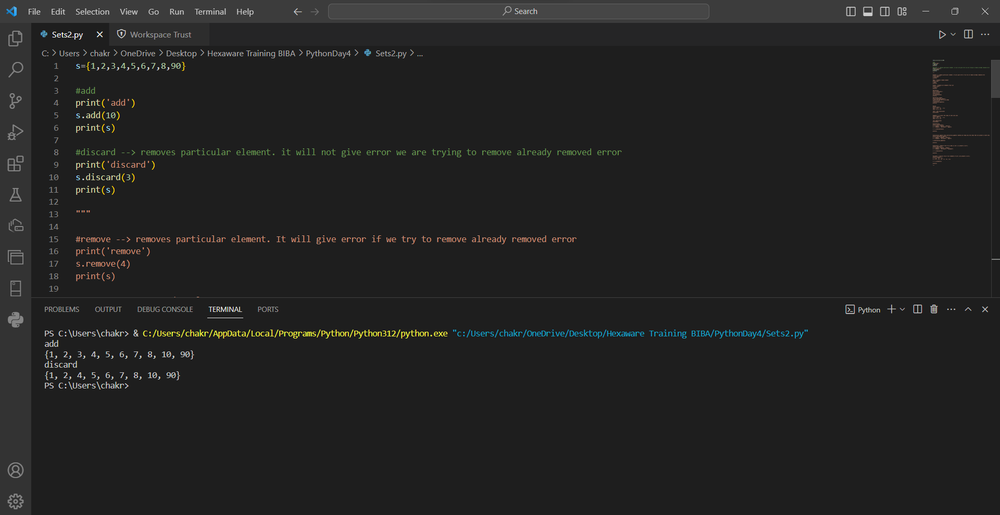 File Edit Selection View Go Run Terminal Help
Search
Sets2.py
Workspace Trust
C: > Users > chakr > OneDrive > Desktop > Hexaware Training BIBA > PythonDay4 > Sets2.py > ...
1 s={1,2,3,4,5,6,7,8,90}
2
3 #add
4 print('add')
5 s.add(10)
6 print(s)
7
8 #discard --> removes particular element. it will not give error we are trying to remove already removed error
9 print('discard')
10 s.discard(3)
11 print(s)
12
13 """
14
15 #remove --> removes particular element. It will give error if we try to remove already removed error
16 print('remove')
17 s.remove(4)
18 print(s)
19
PROBLEMS OUTPUT DEBUG CONSOLE TERMINAL PORTS
Python
PS C:\Users\chakr> & C:/Users/chakr/AppData/Local/Programs/Python/Python312/python.exe "c:/Users/chakr/OneDrive/Desktop/Hexaware Training BIBA/PythonDay4/Sets2.py"
add
{1, 2, 3, 4, 5, 6, 7, 8, 10, 90}
discard
{1, 2, 4, 5, 6, 7, 8, 10, 90}
PS C:\Users\chakr>